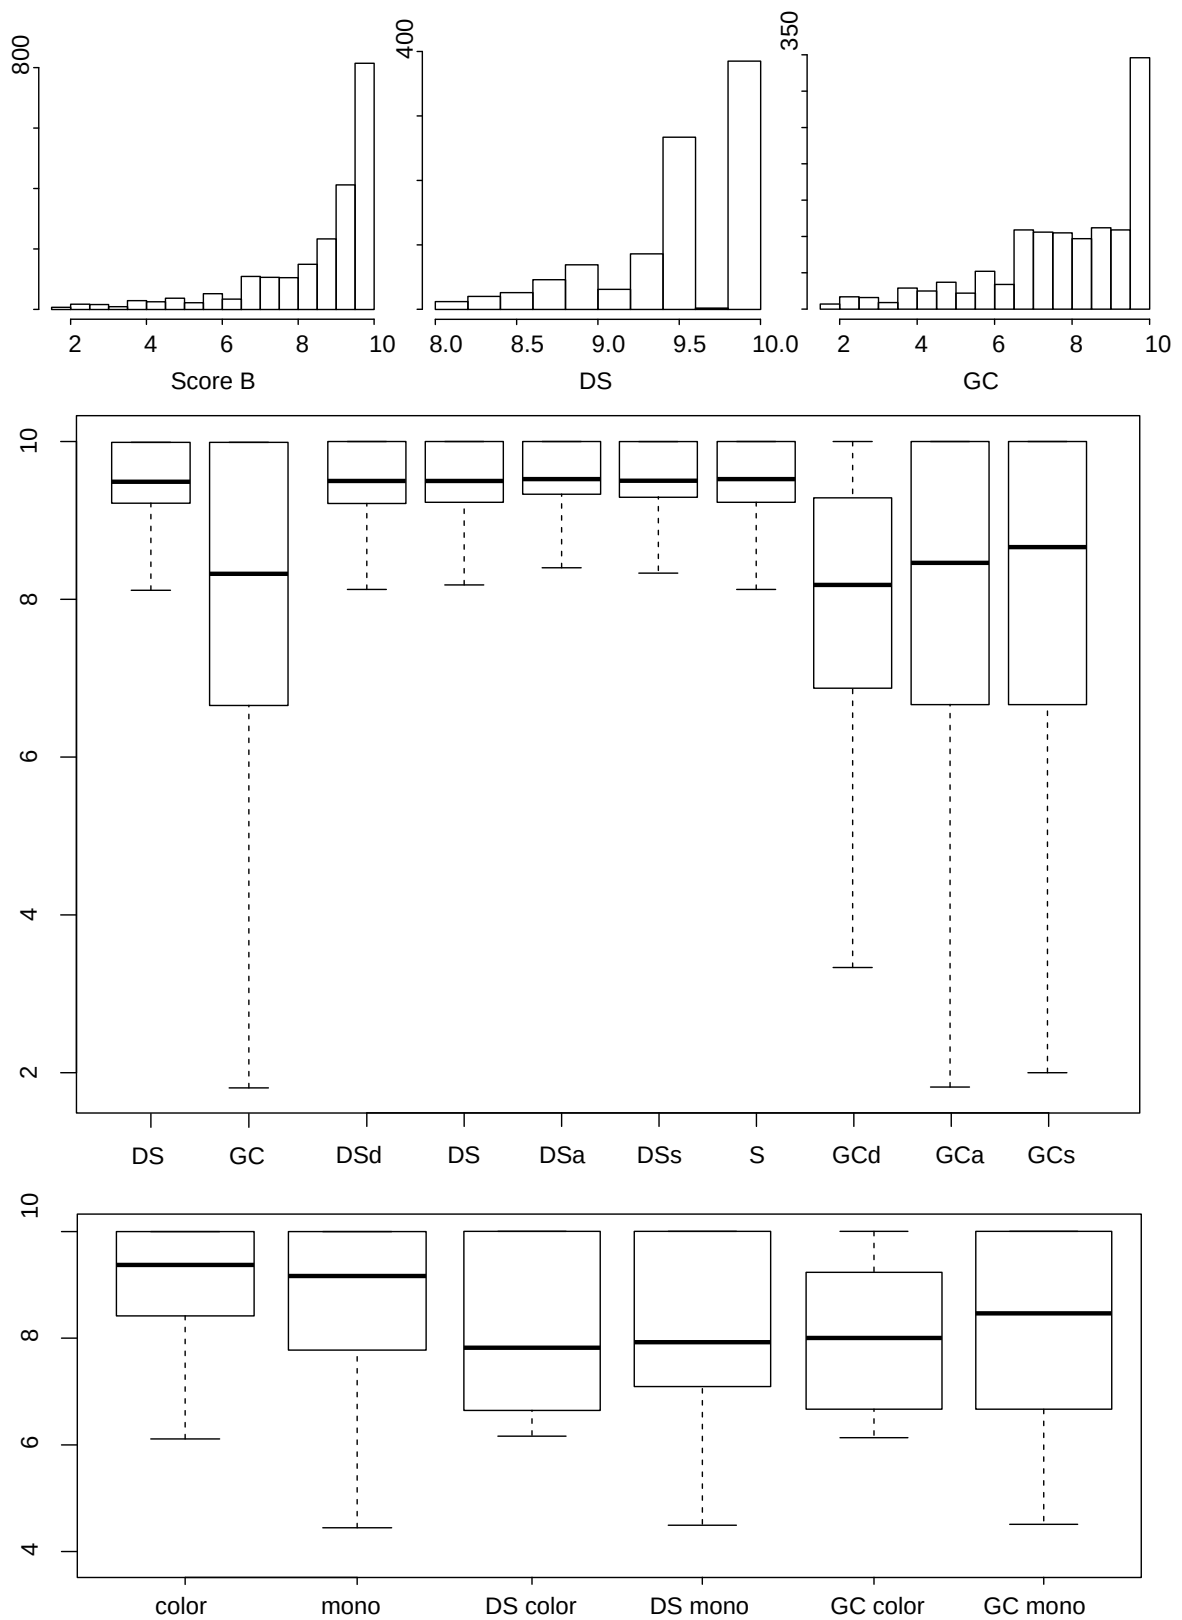 800
400
350
2 4 6 8 10
8.0 8.5 9.0 9.5 10.0
2 4 6 8 10
Score B
DS
GC
10
8
6
4
2
DS GC DSd DS DSa DSs S GCd GCa GCs
10
8
6
4
color mono DS color DS mono GC color GC mono